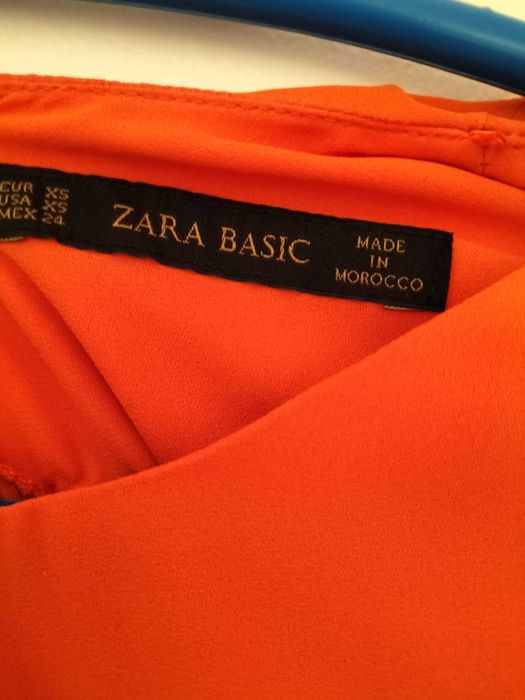 EUR XS
USA XS
MEX 24
ZARA BASIC
MADE
IN
MOROCCO